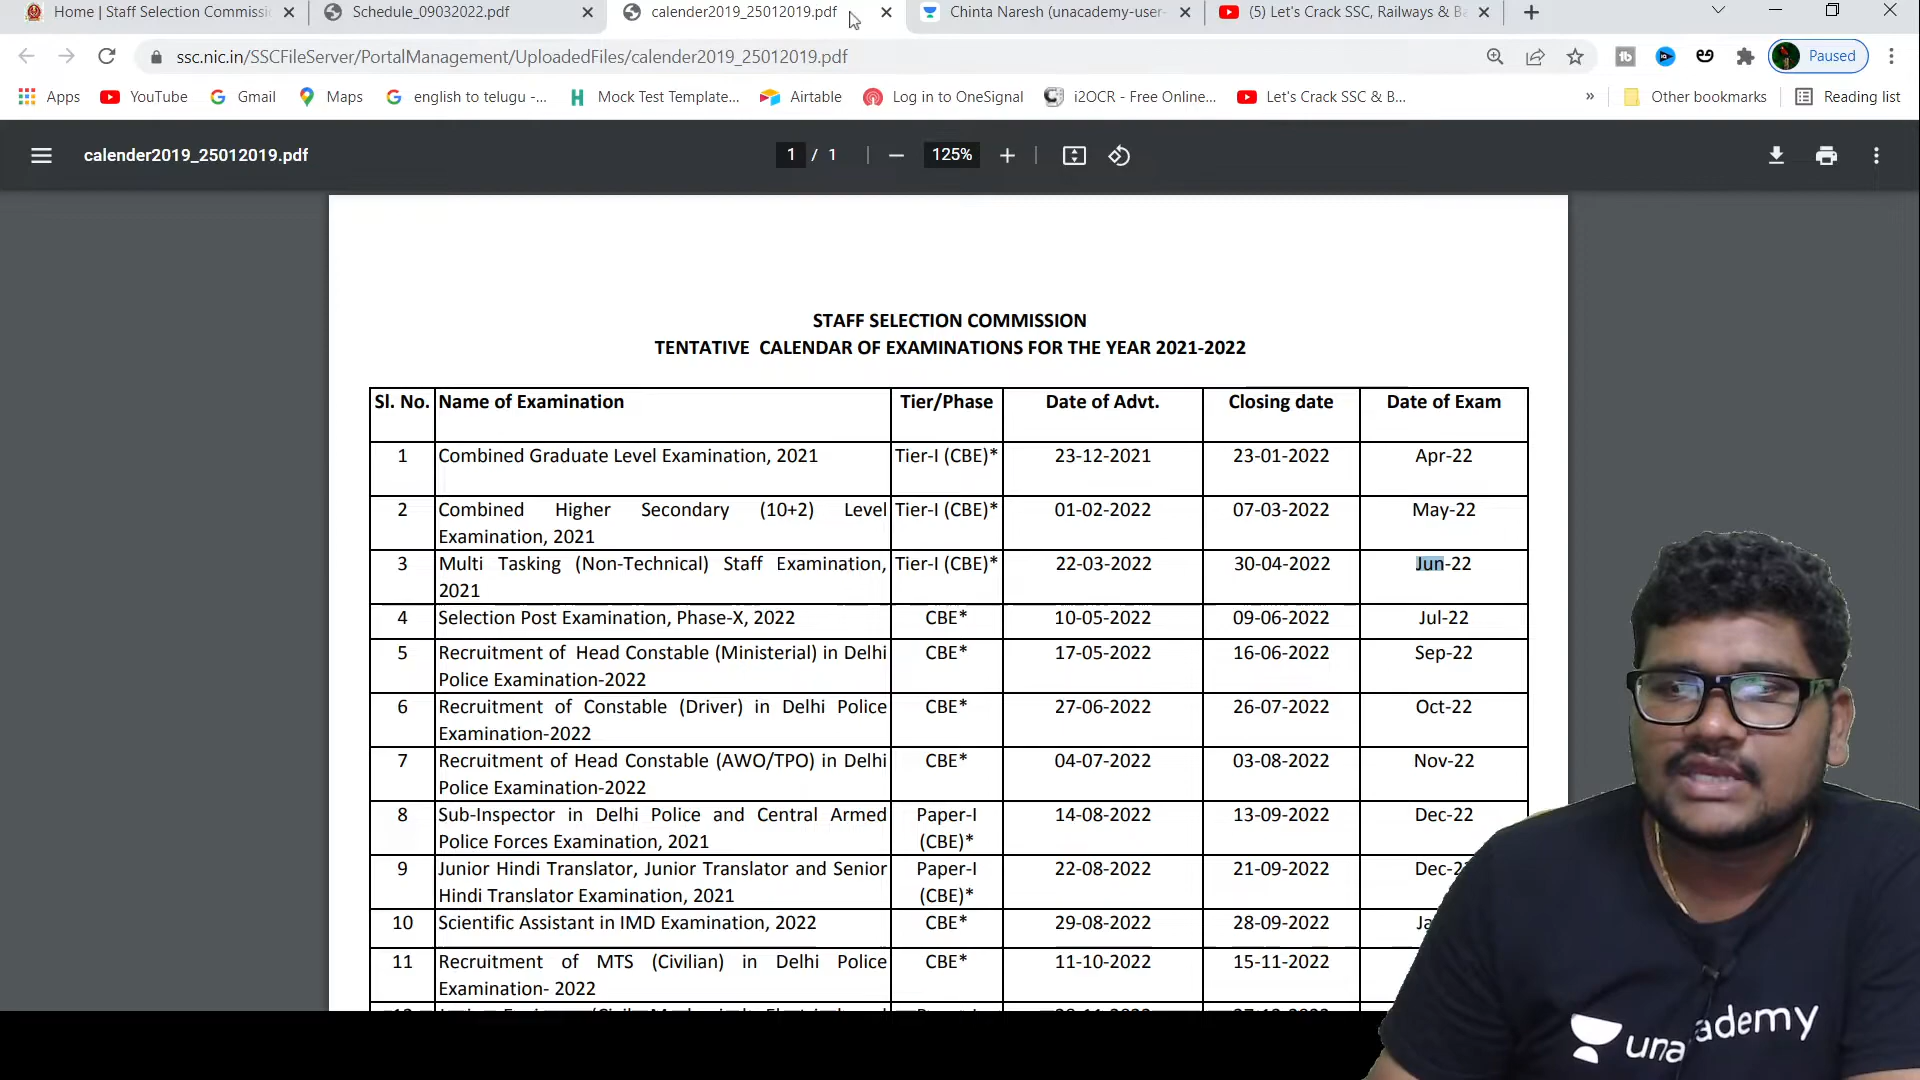 Home | Staff Selection Commissi
Schedule_09032022.pdf
calender2019_25012019.pdf
Chinta Naresh (unacademy-user-
(5) Let's Crack SSC, Railways & Ba
ssc.nic.in/SSCFileServer/PortalManagement/UploadedFiles/calender2019_25012019.pdf
Paused
Apps
YouTube
Gmail
Maps
english to telugu -...
Mock Test Template...
Airtable
Log in to OneSignal
i2OCR - Free Online...
Let's Crack SSC & B...
»
Other bookmarks
Reading list
calender2019_25012019.pdf
1 / 1
125%
STAFF SELECTION COMMISSION
TENTATIVE CALENDAR OF EXAMINATIONS FOR THE YEAR 2021-2022
Sl. No. Name of Examination Tier/Phase Date of Advt. Closing date Date of Exam
1 Combined Graduate Level Examination, 2021 Tier-I (CBE)* 23-12-2021 23-01-2022 Apr-22
2 Combined Higher Secondary (10+2) Level Tier-I (CBE)* 01-02-2022 07-03-2022 May-22
Examination, 2021
3 Multi Tasking (Non-Technical) Staff Examination, Tier-I (CBE)* 22-03-2022 30-04-2022 Jun-22
2021
4 Selection Post Examination, Phase-X, 2022 CBE* 10-05-2022 09-06-2022 Jul-22
5 Recruitment of Head Constable (Ministerial) in Delhi CBE* 17-05-2022 16-06-2022 Sep-22
Police Examination-2022
6 Recruitment of Constable (Driver) in Delhi Police CBE* 27-06-2022 26-07-2022 Oct-22
Examination-2022
7 Recruitment of Head Constable (AWO/TPO) in Delhi CBE* 04-07-2022 03-08-2022 Nov-22
Police Examination-2022
8 Sub-Inspector in Delhi Police and Central Armed Paper-I 14-08-2022 13-09-2022 Dec-22
Police Forces Examination, 2021 (CBE)*
9 Junior Hindi Translator, Junior Translator and Senior Paper-I 22-08-2022 21-09-2022 Dec-2
Hindi Translator Examination, 2021 (CBE)*
10 Scientific Assistant in IMD Examination, 2022 CBE* 29-08-2022 28-09-2022
11 Recruitment of MTS (Civilian) in Delhi Police CBE* 11-10-2022 15-11-2022
Examination- 2022
unacademy